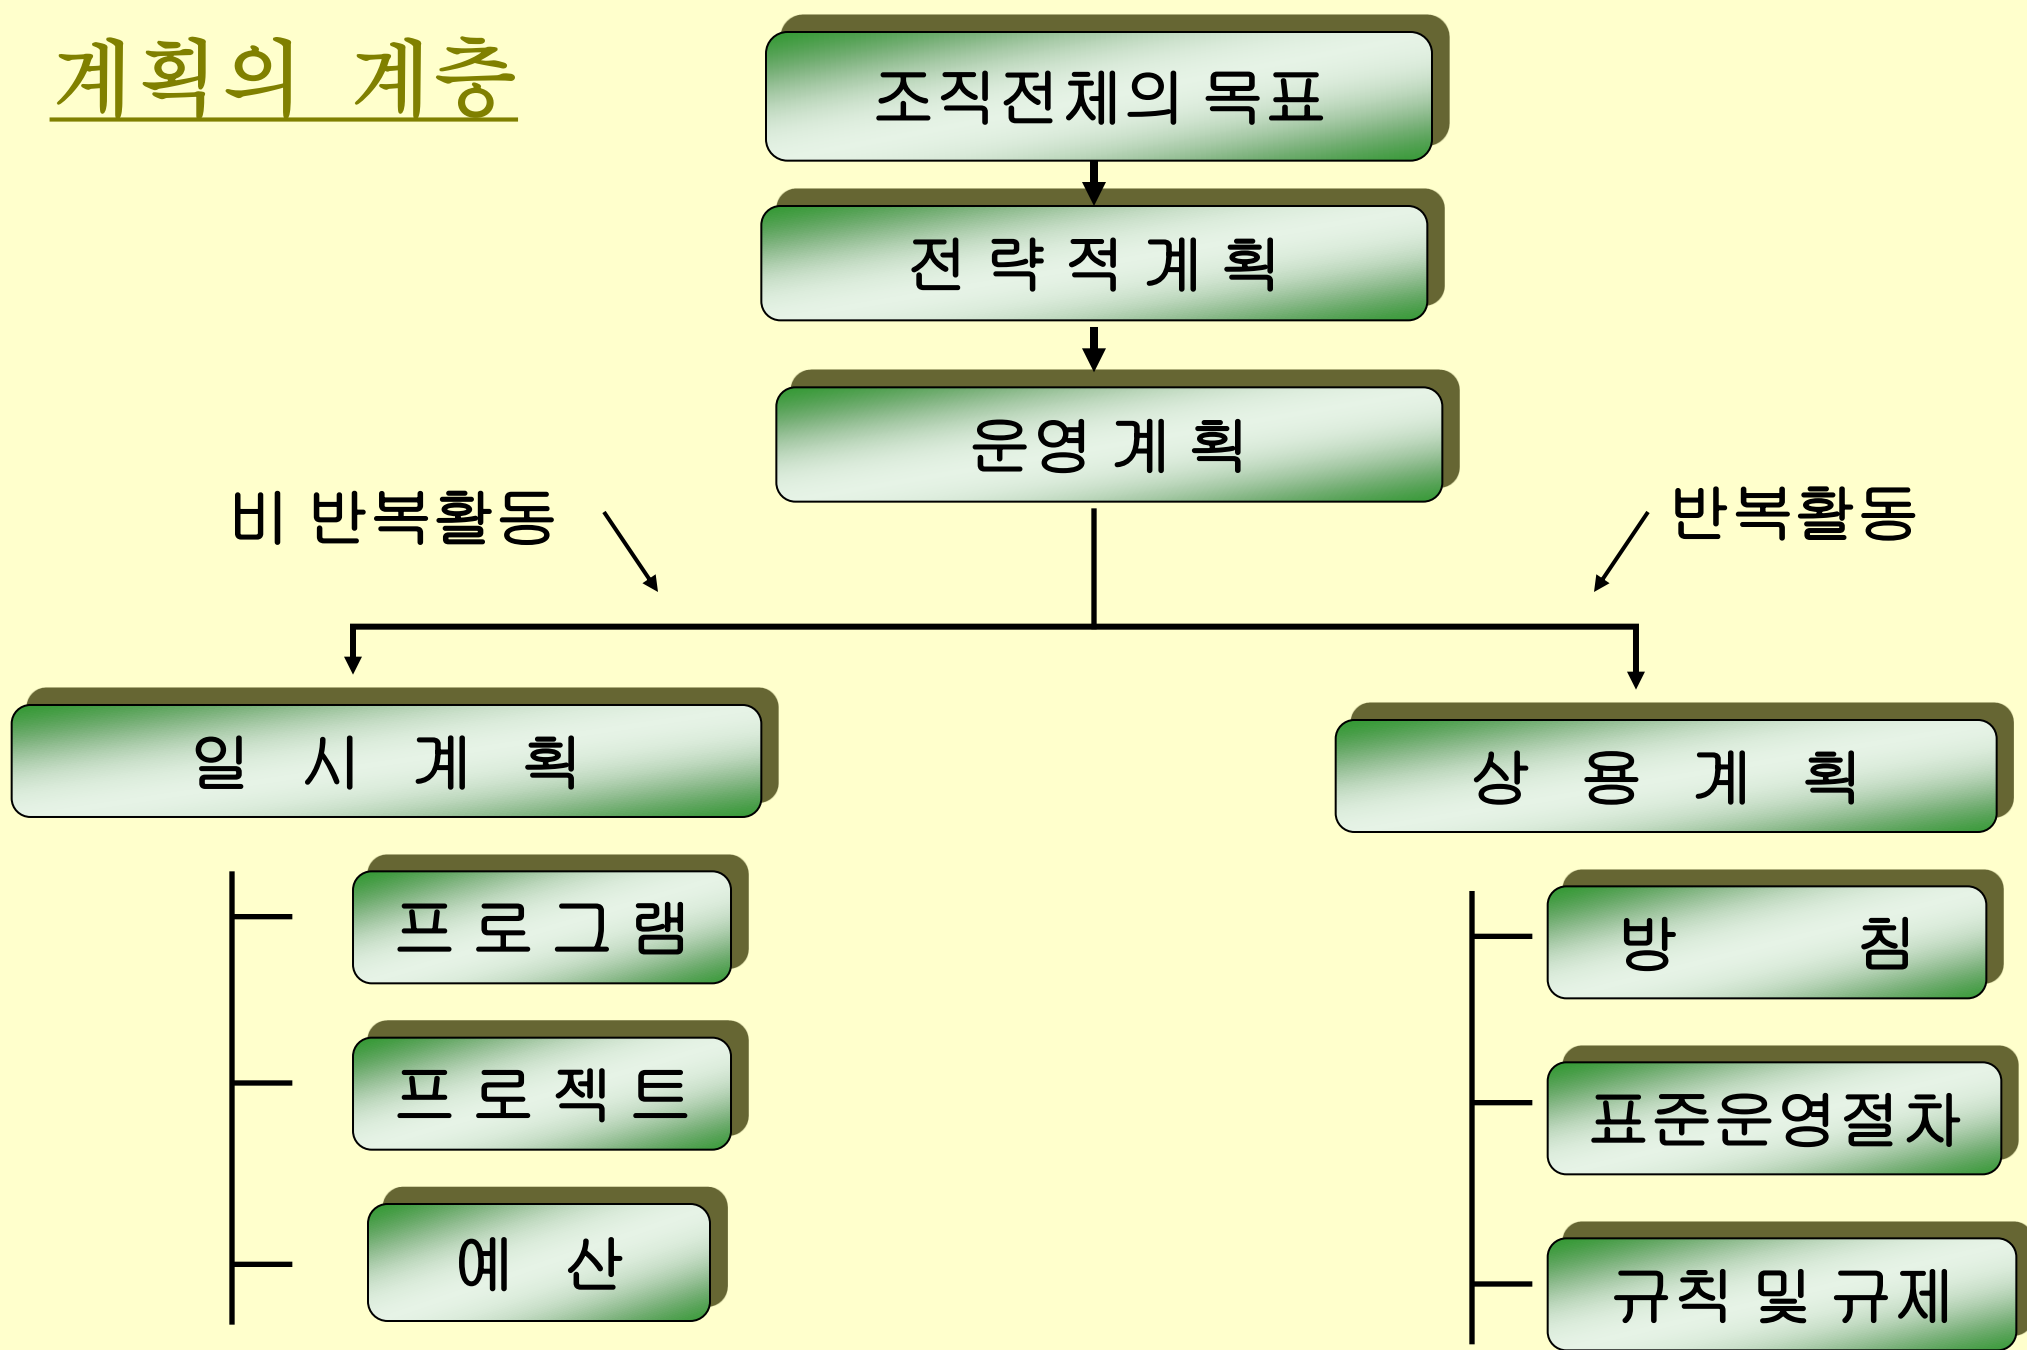 계획의 계층
조직전체의 목표
전 략 적 계 획
운영 계 획
비 반복활동
반복활동
일 시 계 획
상 용 계 획
프 로 그 램
방 침
프 로 젝 트
표준운영절차
예 산
규칙 및 규제